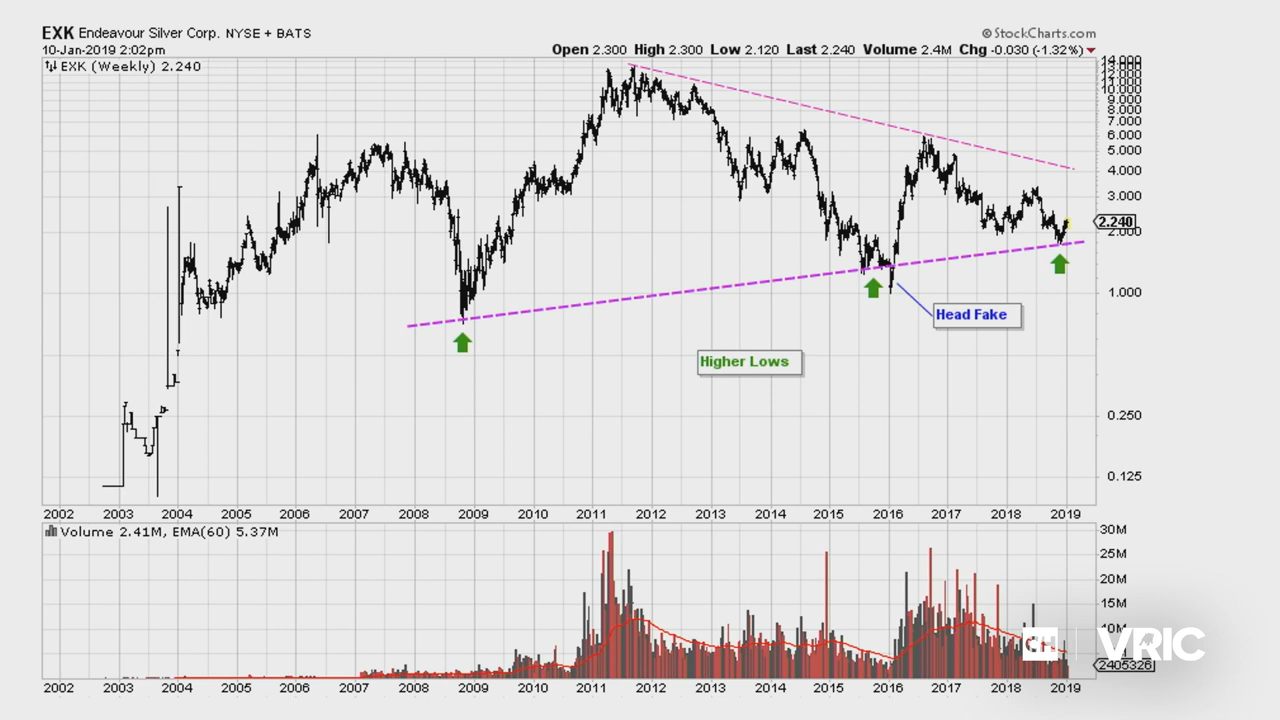 EXK Endeavour Silver Corp. NYSE + BATS
© StockCharts.com
10-Jan-2019 2:02pm
Open 2.300 High 2.300 Low 2.120 Last 2.240 Volume 2.4M Chg -0.030 (-1.32%)
EXK (Weekly) 2.240
14.000
13.000
12.000
11.000
10.000
9.000
8.000
7.000
6.000
5.000
4.000
3.000
2.240
2.000
1.000
Head Fake
Higher Lows
0.250
0.125
2002 2003 2004 2005 2006 2007 2008 2009 2010 2011 2012 2013 2014 2015 2016 2017 2018 2019
Volume 2.41M, EMA(60) 5.37M
30M
25M
20M
15M
VRIC
2405326
2002 2003 2004 2005 2006 2007 2008 2009 2010 2011 2012 2013 2014 2015 2016 2017 2018 2019